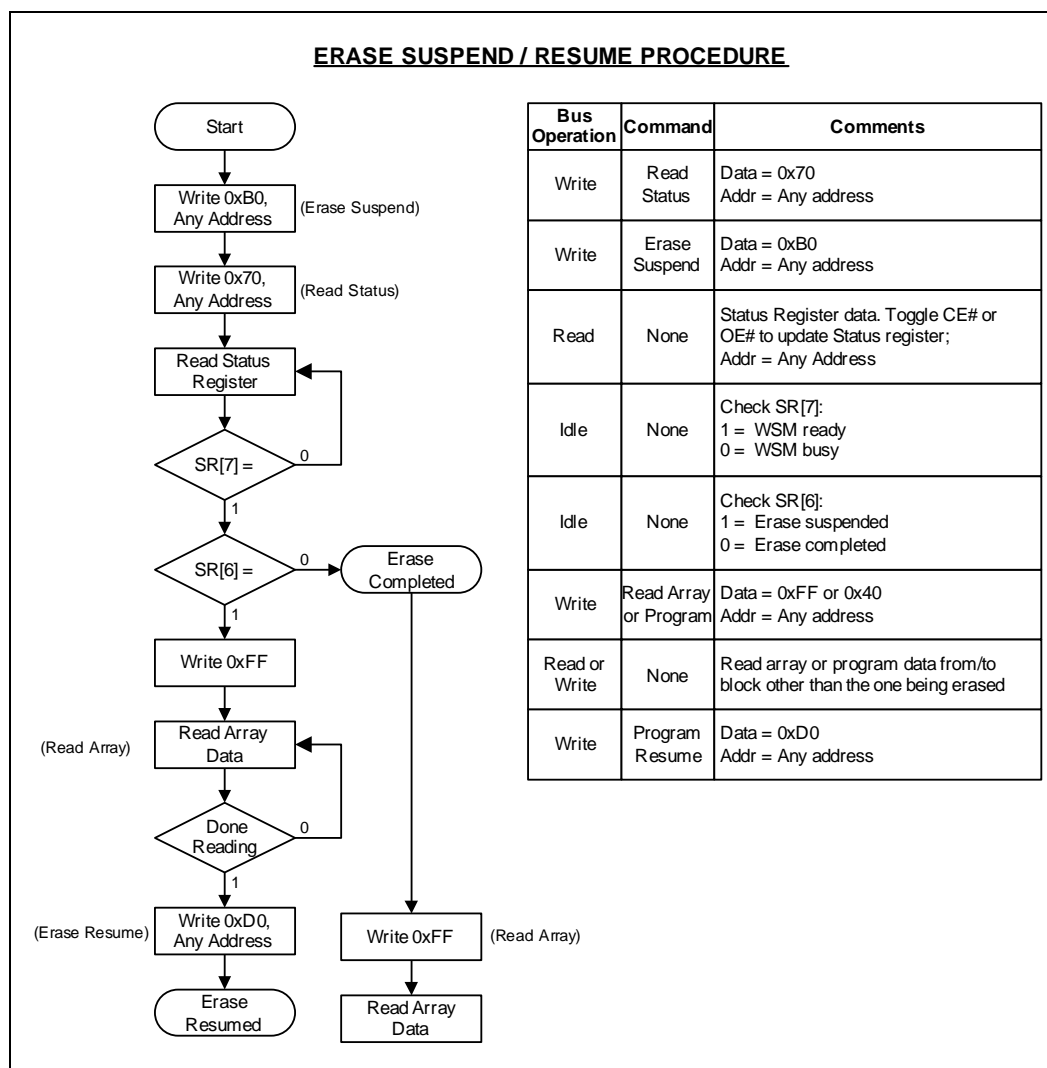 ERASE SUSPEND / RESUME PROCEDURE
Start
Write 0xB0,
Any Address
(Erase Suspend)
Write 0x70,
Any Address
(Read Status)
Read Status
Register
SR[7] =
0
1
SR[6] =
0
1
Erase
Completed
Write 0xFF
(Read Array)
Read Array
Data
Done
Reading
0
1
(Erase Resume)
Write 0xD0,
Any Address
Erase
Resumed
Write 0xFF
(Read Array)
Read Array
Data
Bus
Operation
Command
Comments
Write
Read
Status
Data = 0x70
Addr = Any address
Write
Erase
Suspend
Data = 0xB0
Addr = Any address
Read
None
Status Register data. Toggle CE# or
OE# to update Status register;
Addr = Any Address
Idle
None
Check SR[7]:
1 = WSM ready
0 = WSM busy
Idle
None
Check SR[6]:
1 = Erase suspended
0 = Erase completed
Write
Read Array
or Program
Data = 0xFF or 0x40
Addr = Any address
Read or
Write
None
Read array or program data from/to
block other than the one being erased
Write
Program
Resume
Data = 0xD0
Addr = Any address